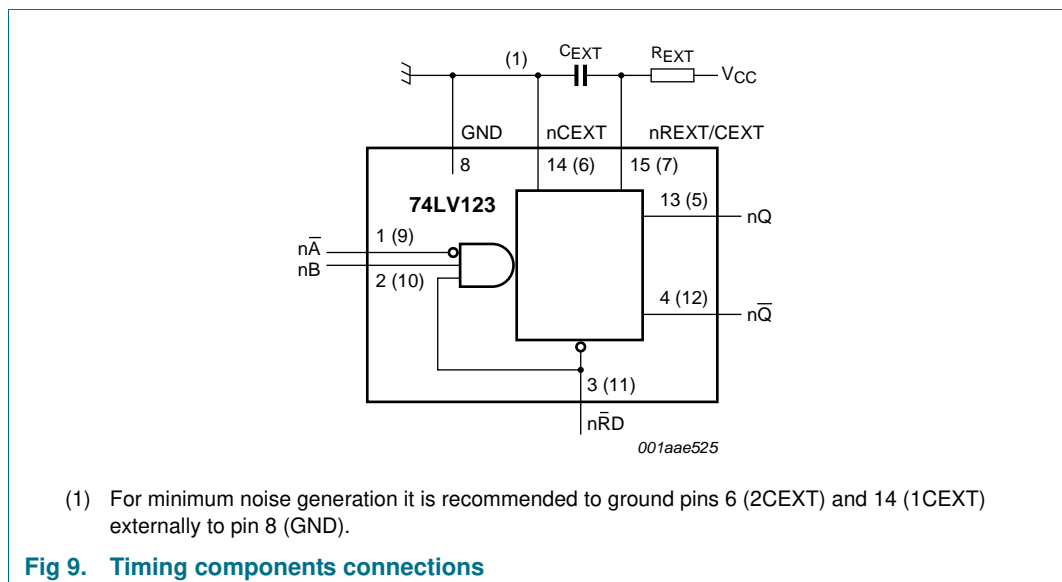 (1) CEXT REXT
VCC
GND nCEXT nREXT/CEXT
8 14 (6) 15 (7)
74LV123
13 (5)
nQ
1 (9)
nA̅
nB
2 (10)
4 (12)
nQ̅
3 (11)
nR̅D
001aae525
(1) For minimum noise generation it is recommended to ground pins 6 (2CEXT) and 14 (1CEXT)
externally to pin 8 (GND).
Fig 9. Timing components connections